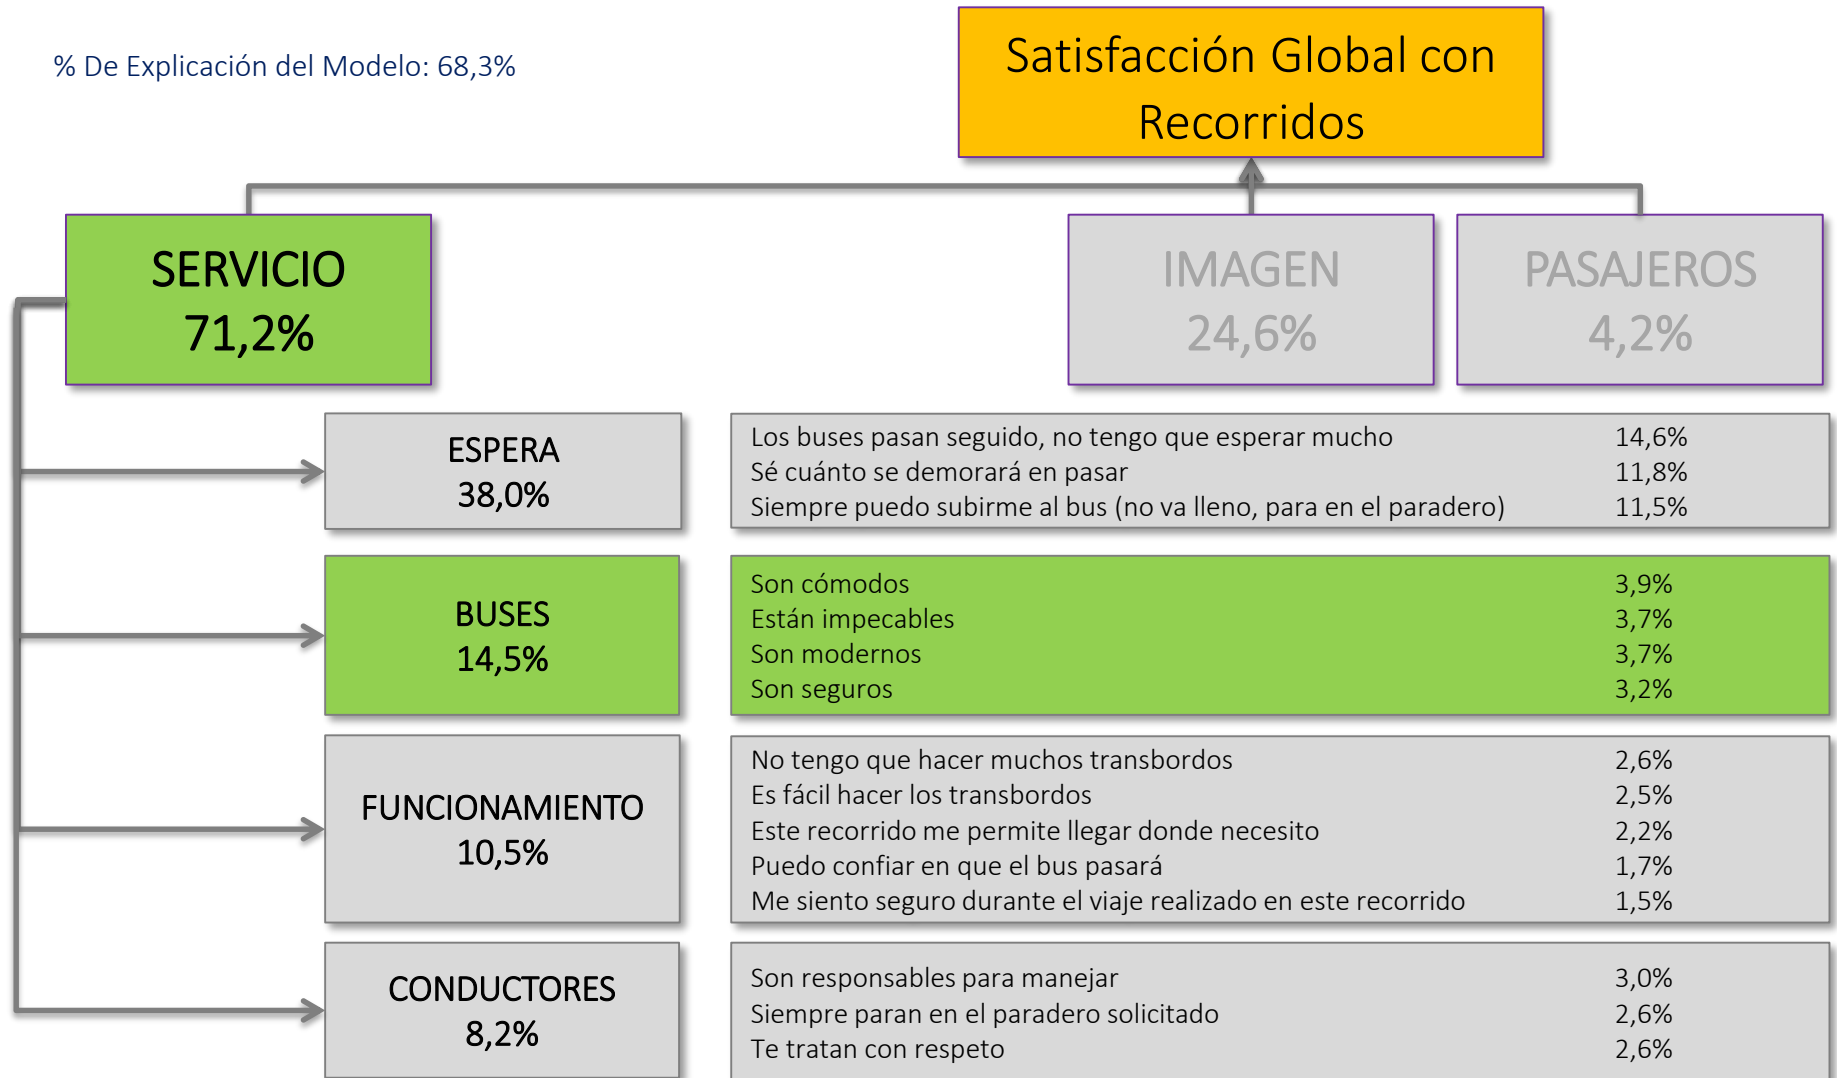 % De Explicación del Modelo: 68,3%
Satisfacción Global con
Recorridos
SERVICIO
71,2%
IMAGEN
24,6%
PASAJEROS
4,2%
ESPERA
38,0%
Los buses pasan seguido, no tengo que esperar mucho 14,6%
Sé cuánto se demorará en pasar 11,8%
Siempre puedo subirme al bus (no va lleno, para en el paradero) 11,5%
BUSES
14,5%
Son cómodos 3,9%
Están impecables 3,7%
Son modernos 3,7%
Son seguros 3,2%
FUNCIONAMIENTO
10,5%
No tengo que hacer muchos transbordos 2,6%
Es fácil hacer los transbordos 2,5%
Este recorrido me permite llegar donde necesito 2,2%
Puedo confiar en que el bus pasará 1,7%
Me siento seguro durante el viaje realizado en este recorrido 1,5%
CONDUCTORES
8,2%
Son responsables para manejar 3,0%
Siempre paran en el paradero solicitado 2,6%
Te tratan con respeto 2,6%